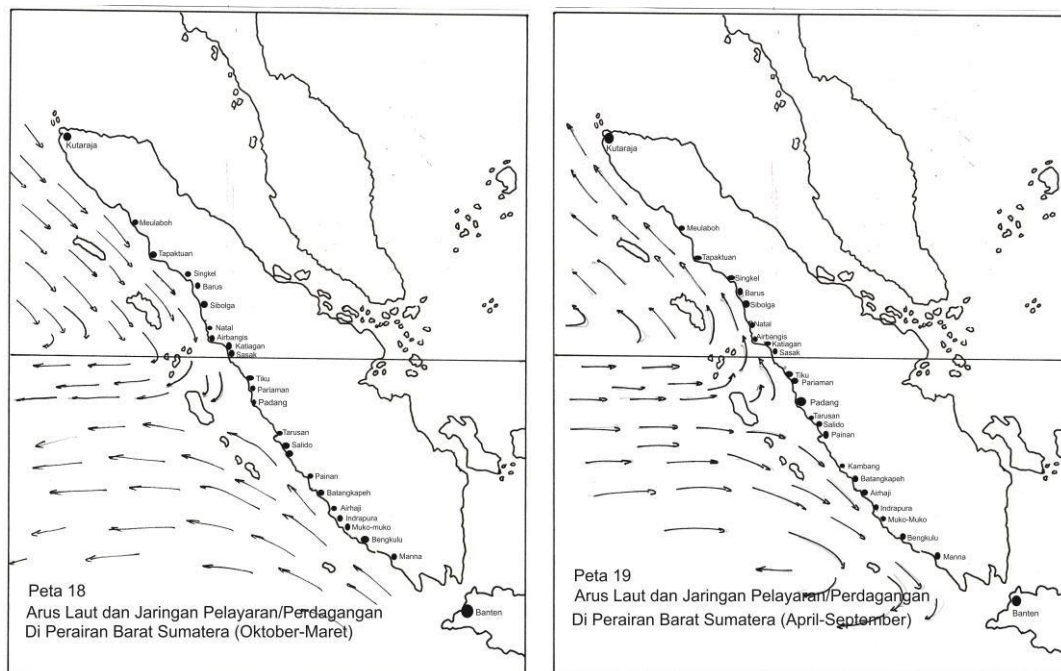 Kutaraja
Meulaboh
Tapaktuan
Singkel
Barus
Sibolga
Natal
Airbangis
Katiagan
Sasak
Tiku
Pariaman
Padang
Tarusan
Salido
Painan
Batangkapeh
Airhaji
Indrapura
Muko-muko
Bengkulu
Manna
Banten
Peta 18
Arus Laut dan Jaringan Pelayaran/Perdagangan
Di Perairan Barat Sumatera (Oktober-Maret)
Kutaraja
Meulaboh
Tapaktuan
Singkel
Barus
Sibolga
Natal
Airbangis
Katiagan
Sasak
Tiku
Pariaman
Padang
Tarusan
Salido
Painan
Kambang
Batangkapeh
Airhaji
Indrapura
Muko-Muko
Bengkulu
Manna
Banten
Peta 19
Arus Laut dan Jaringan Pelayaran/Perdagangan
Di Perairan Barat Sumatera (April-September)